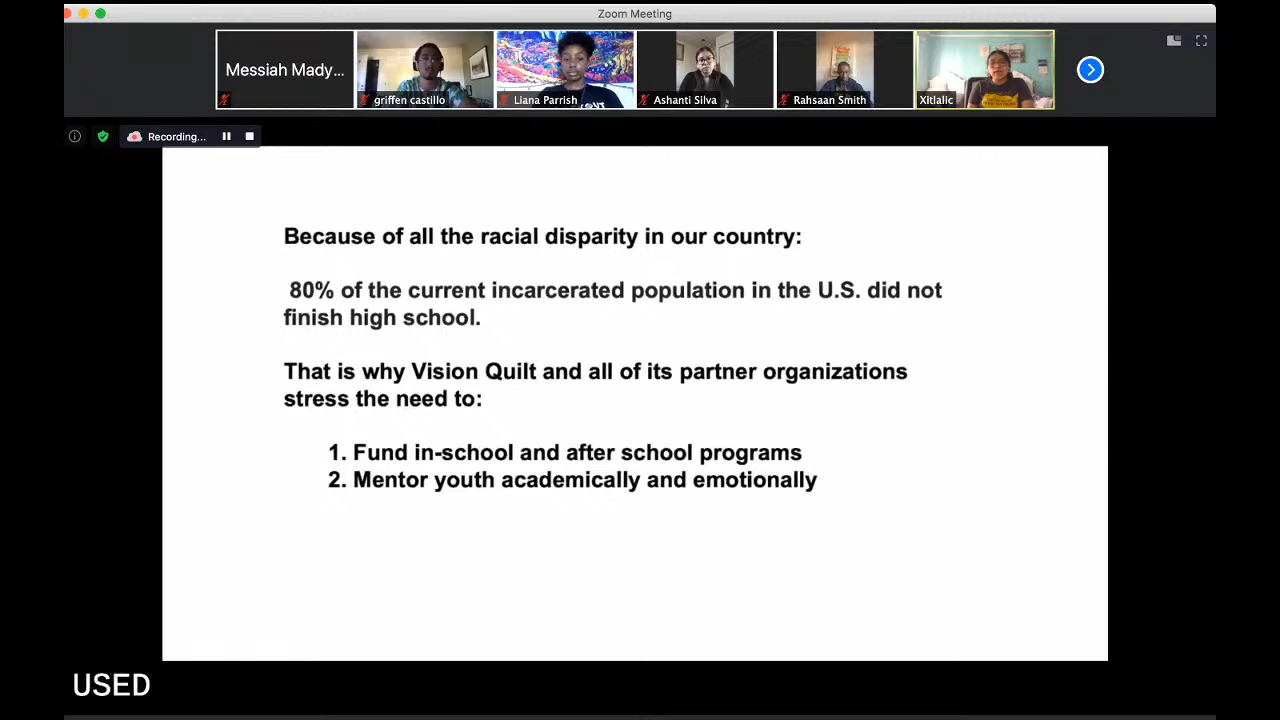 Zoom Meeting
Messiah Mady...
griffen castillo
Liana Parrish
Ashanti Silva
Rahsaan Smith
Xitlalic
Recording...
Because of all the racial disparity in our country:
80% of the current incarcerated population in the U.S. did not
finish high school.
That is why Vision Quilt and all of its partner organizations
stress the need to:
1. Fund in-school and after school programs
2. Mentor youth academically and emotionally
USED